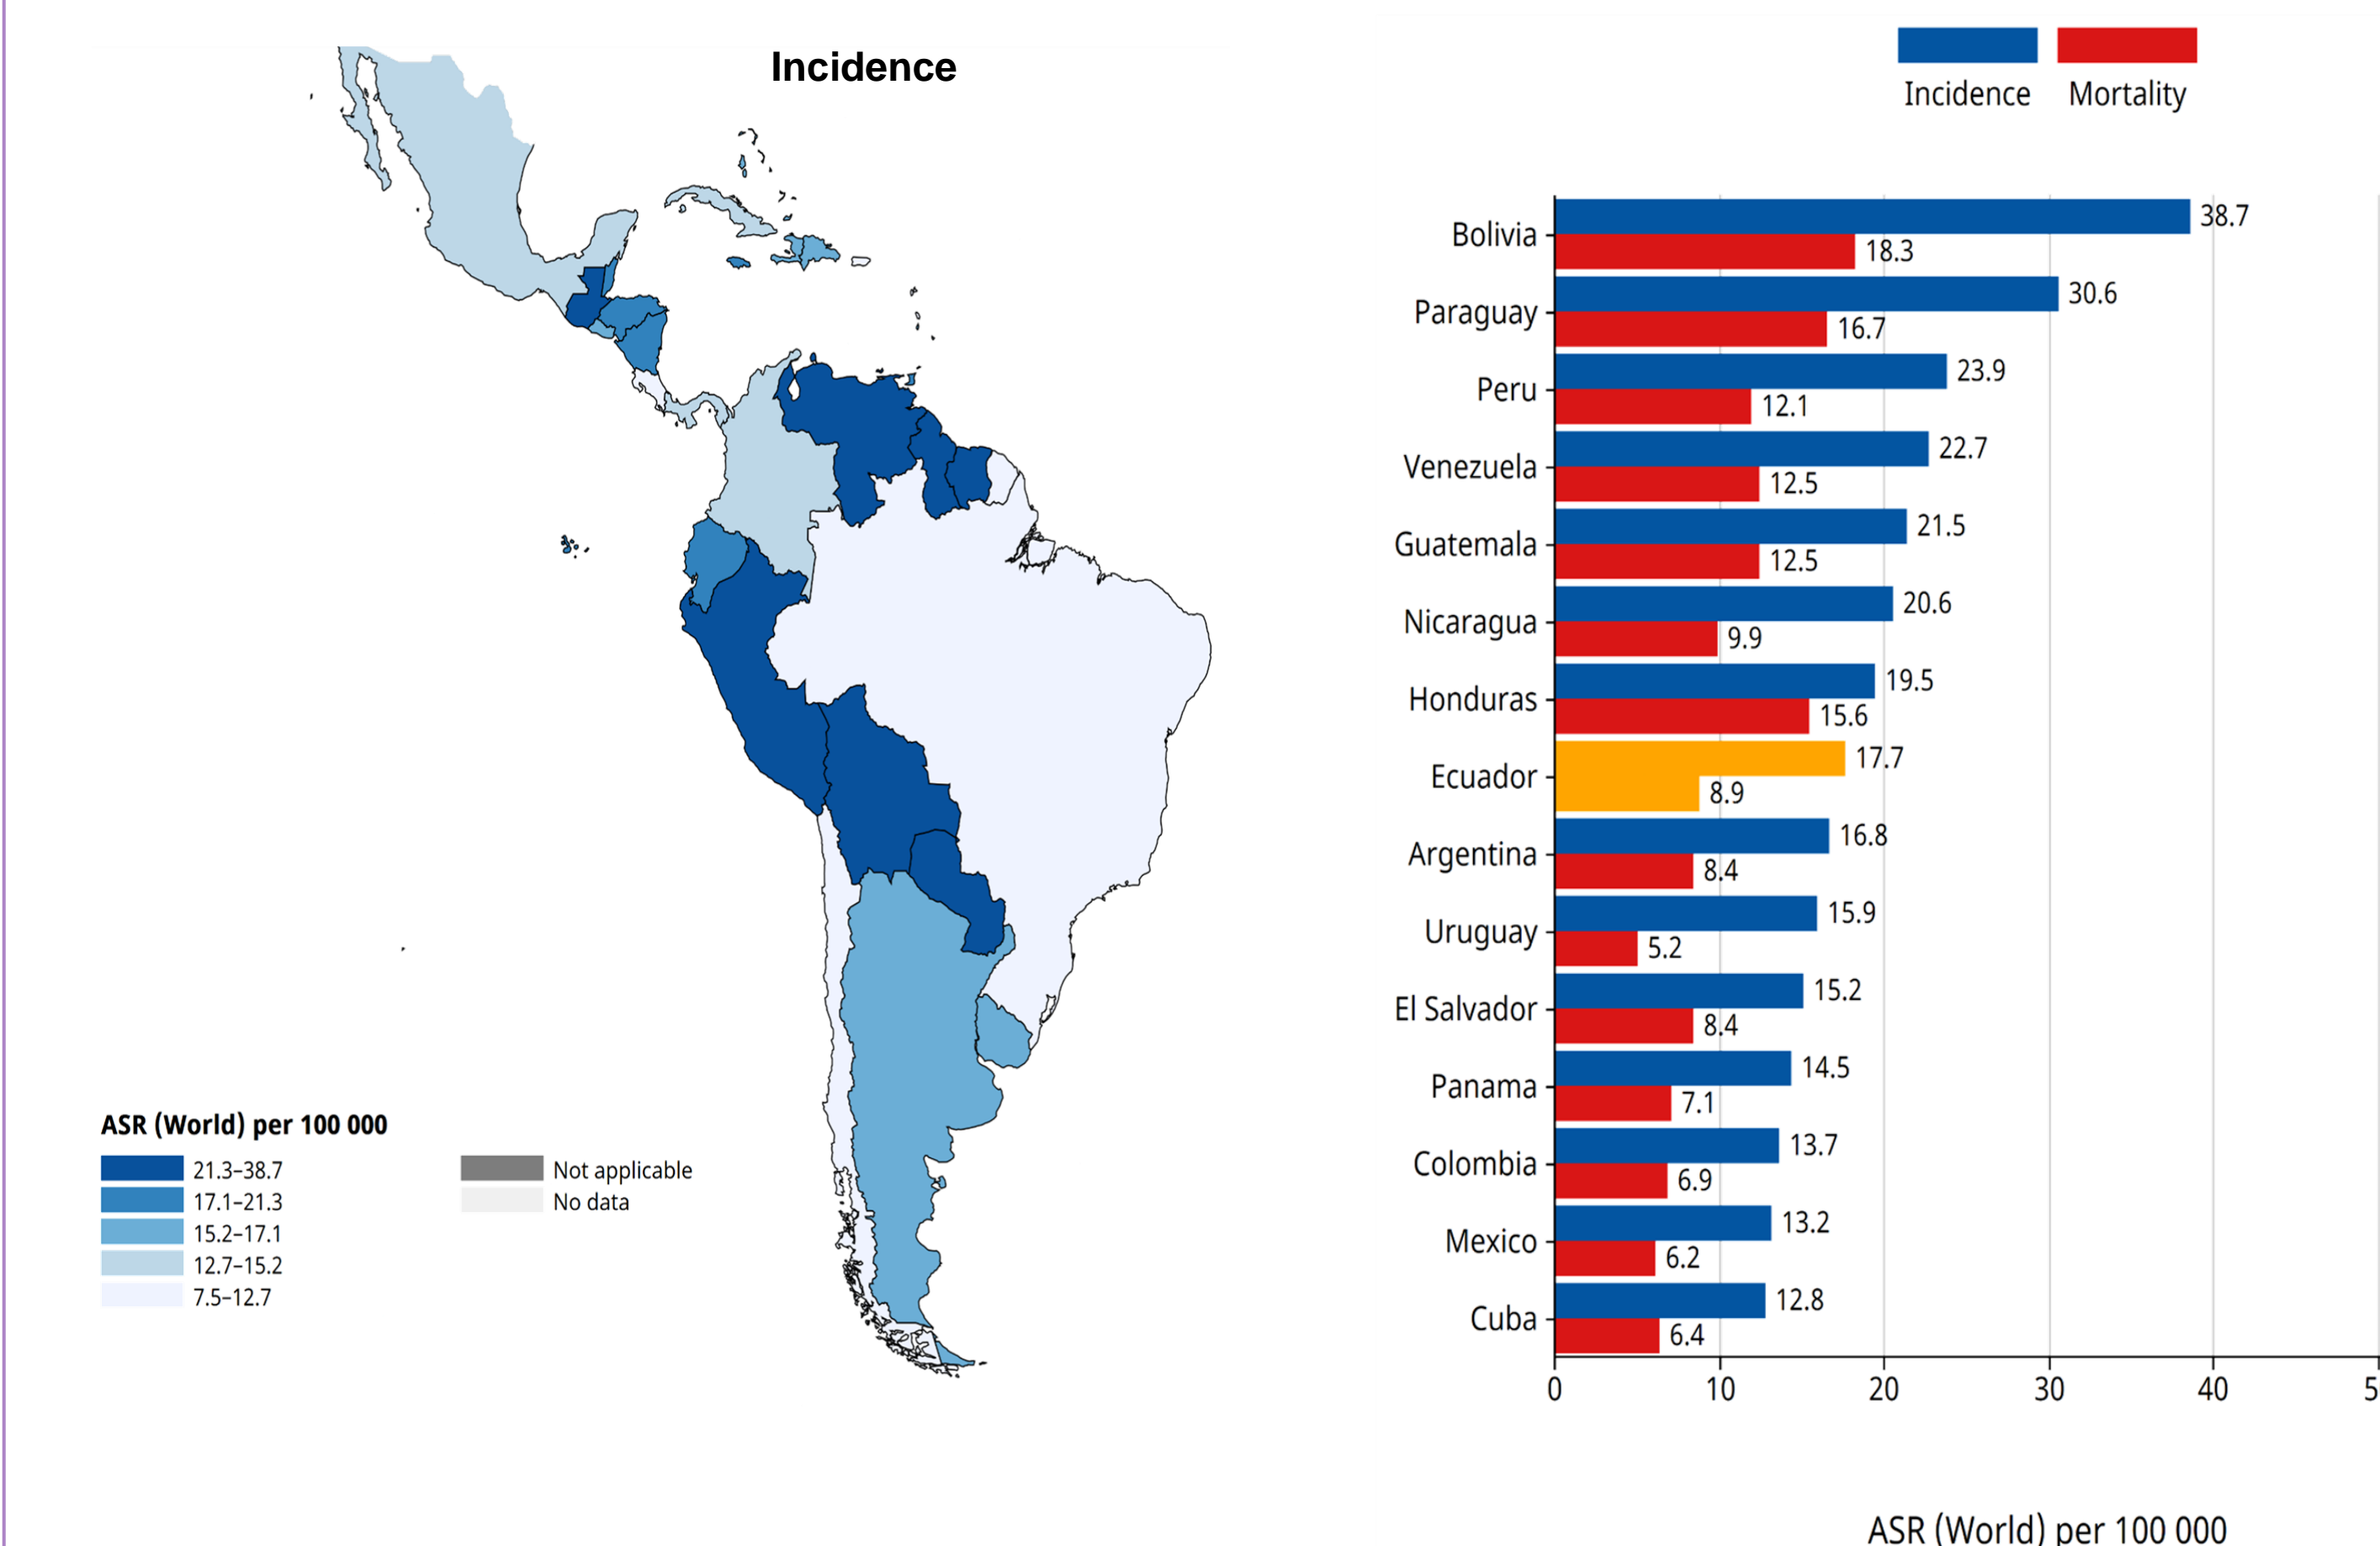 Incidence
ASR (World) per 100 000
21.3–38.7
17.1–21.3
15.2–17.1
12.7–15.2
7.5–12.7
Not applicable
No data
Incidence Mortality
Bolivia 38.7
18.3
Paraguay 30.6
16.7
Peru 23.9
12.1
Venezuela 22.7
12.5
Guatemala 21.5
12.5
Nicaragua 20.6
9.9
Honduras 19.5
15.6
Ecuador 17.7
8.9
Argentina 16.8
8.4
Uruguay 15.9
5.2
El Salvador 15.2
8.4
Panama 14.5
7.1
Colombia 13.7
6.9
Mexico 13.2
6.2
Cuba 12.8
6.4
0 10 20 30 40 5
ASR (World) per 100 000